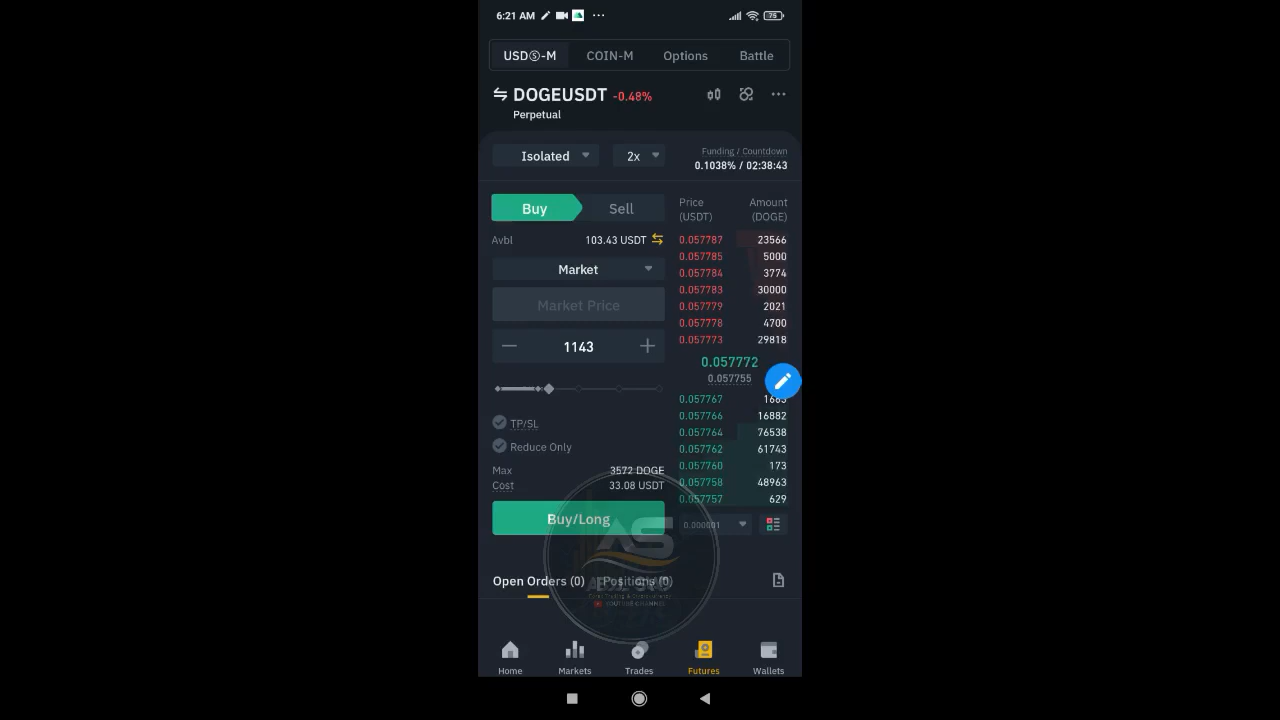 6:21 AM ... 75
USDⓈ-M COIN-M Options Battle
DOGEUSDT -0.48%
Perpetual
Isolated 2x
Funding / Countdown
0.1038% / 02:38:43
Buy Sell
Avbl 103.43 USDT
Market
Market Price
1143
TP/SL
Reduce Only
Max 3572 DOGE
Cost 33.08 USDT
Buy/Long
Price Amount
(USDT) (DOGE)
0.057787 23566
0.057785 5000
0.057784 3774
0.057783 30000
0.057779 2021
0.057778 4700
0.057773 29818
0.057772
0.057755
0.057767 1683
0.057766 16882
0.057764 76538
0.057762 61743
0.057760 173
0.057758 48963
0.057757 629
0.000001
AS
Open Orders (0) Positions (0)
YOUTUBE CHANNEL
Home Markets Trades Futures Wallets